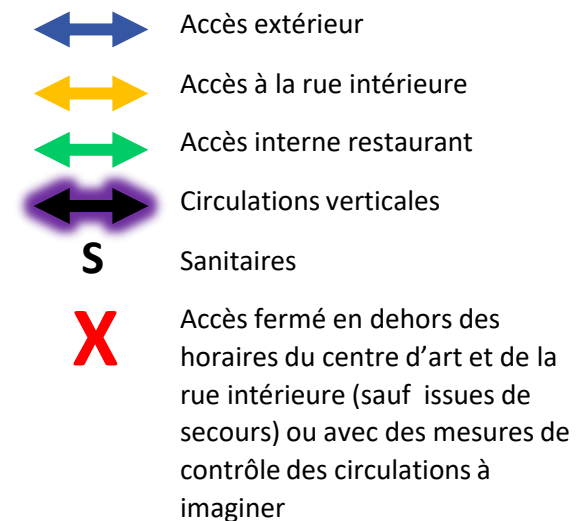 Accès extérieur
Accès à la rue intérieure
Accès interne restaurant
Circulations verticales
S Sanitaires
X Accès fermé en dehors des
horaires du centre d’art et de la
rue intérieure (sauf issues de
secours) ou avec des mesures de
contrôle des circulations à
imaginer